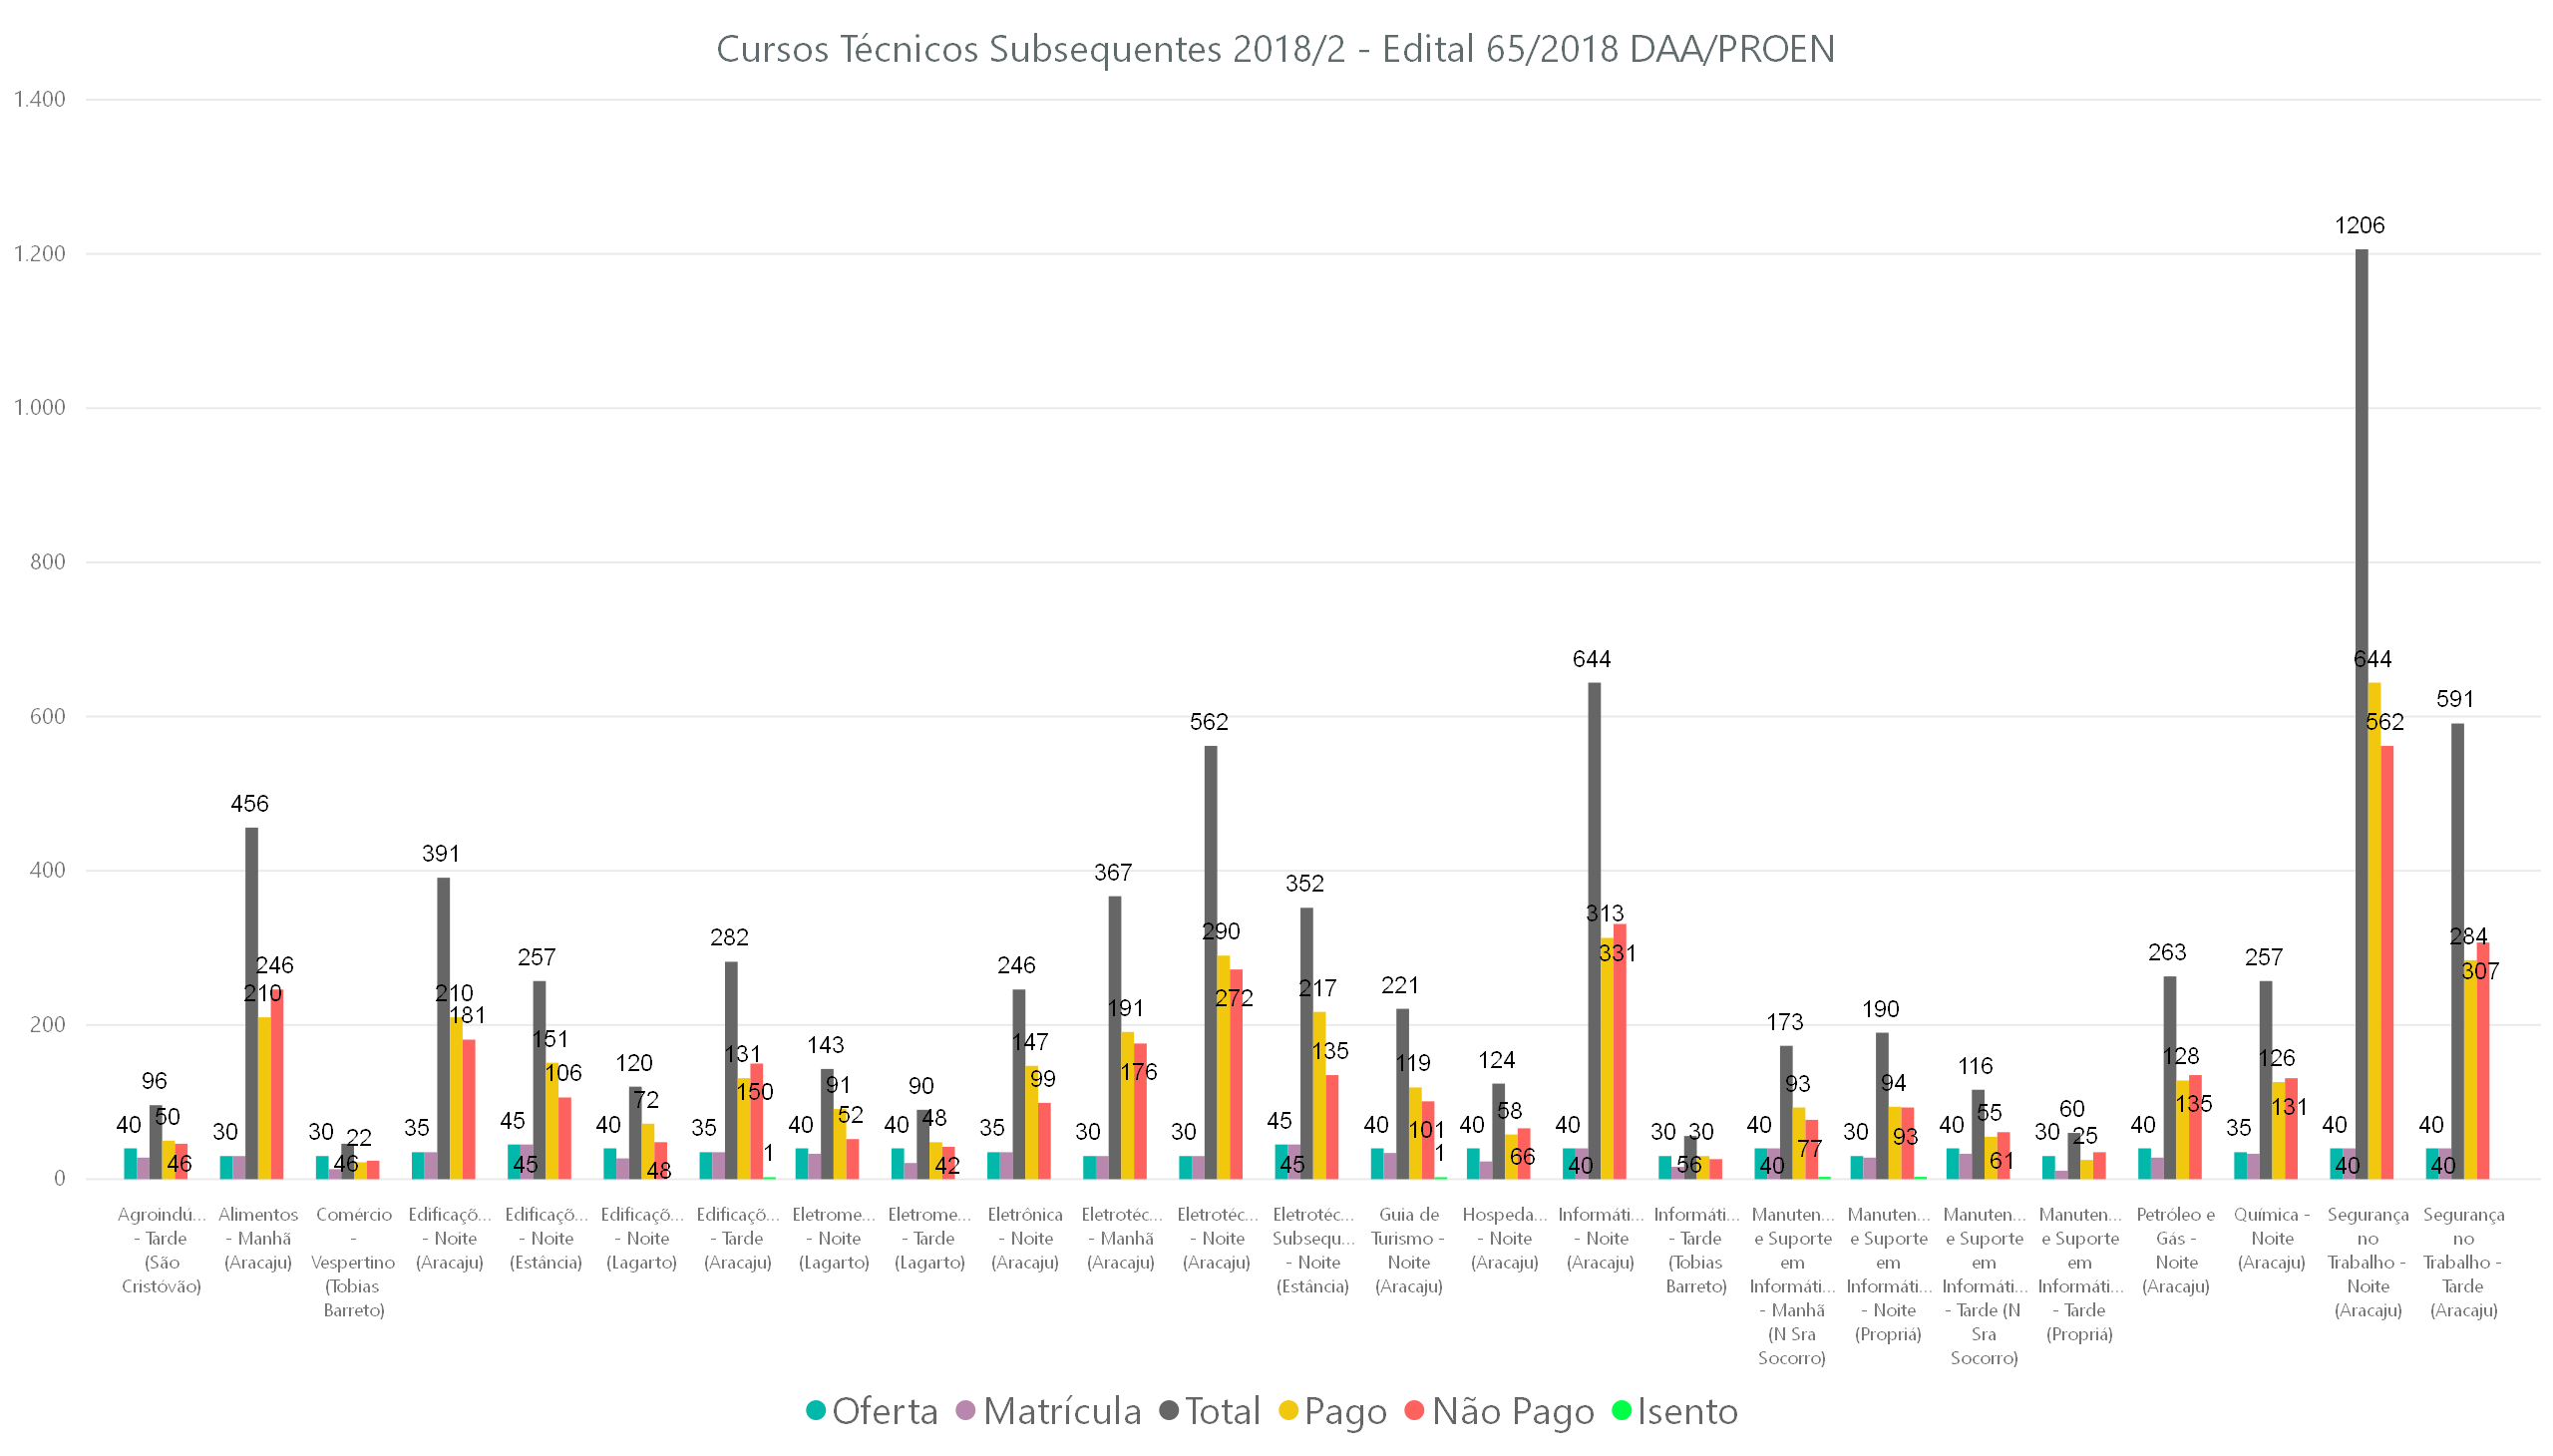 Cursos Técnicos Subsequentes 2018/2 - Edital 65/2018 DAA/PROEN
1.400
1.200
1.000
800
600
400
200
0
40
96
50
46
30
456
210
246
30
46
22
35
391
210
181
45
45
257
151
106
40
120
72
48
35
282
131
150
1
40
143
91
52
40
90
48
42
35
246
147
99
30
367
191
176
30
562
290
272
45
45
352
217
135
40
221
119
101
1
40
124
58
66
40
40
644
313
331
30
56
30
40
40
173
93
77
30
190
94
93
40
116
55
61
30
60
25
40
263
128
135
35
257
126
131
40
40
1206
644
562
40
40
591
284
307
Agroindú...
- Tarde
(São
Cristóvão)
Alimentos
- Manhã
(Aracaju)
Comércio
-
Vespertino
(Tobias
Barreto)
Edificaçõ...
- Noite
(Aracaju)
Edificaçõ...
- Noite
(Estância)
Edificaçõ...
- Noite
(Lagarto)
Edificaçõ...
- Tarde
(Aracaju)
Eletrome...
- Noite
(Lagarto)
Eletrome...
- Tarde
(Lagarto)
Eletrônica
- Noite
(Aracaju)
Eletrotéc...
- Manhã
(Aracaju)
Eletrotéc...
- Noite
(Aracaju)
Eletrotéc...
Subsequ...
- Noite
(Estância)
Guia de
Turismo -
Noite
(Aracaju)
Hospeda...
- Noite
(Aracaju)
Informáti...
- Noite
(Aracaju)
Informáti...
- Tarde
(Tobias
Barreto)
Manuten...
e Suporte
em
Informáti...
- Manhã
(N Sra
Socorro)
Manuten...
e Suporte
em
Informáti...
- Noite
(Propriá)
Manuten...
e Suporte
em
Informáti...
- Tarde (N
Sra
Socorro)
Manuten...
e Suporte
em
Informáti...
- Tarde
(Propriá)
Petróleo e
Gás -
Noite
(Aracaju)
Química -
Noite
(Aracaju)
Segurança
no
Trabalho -
Noite
(Aracaju)
Segurança
no
Trabalho -
Tarde
(Aracaju)
Oferta Matrícula Total Pago Não Pago Isento